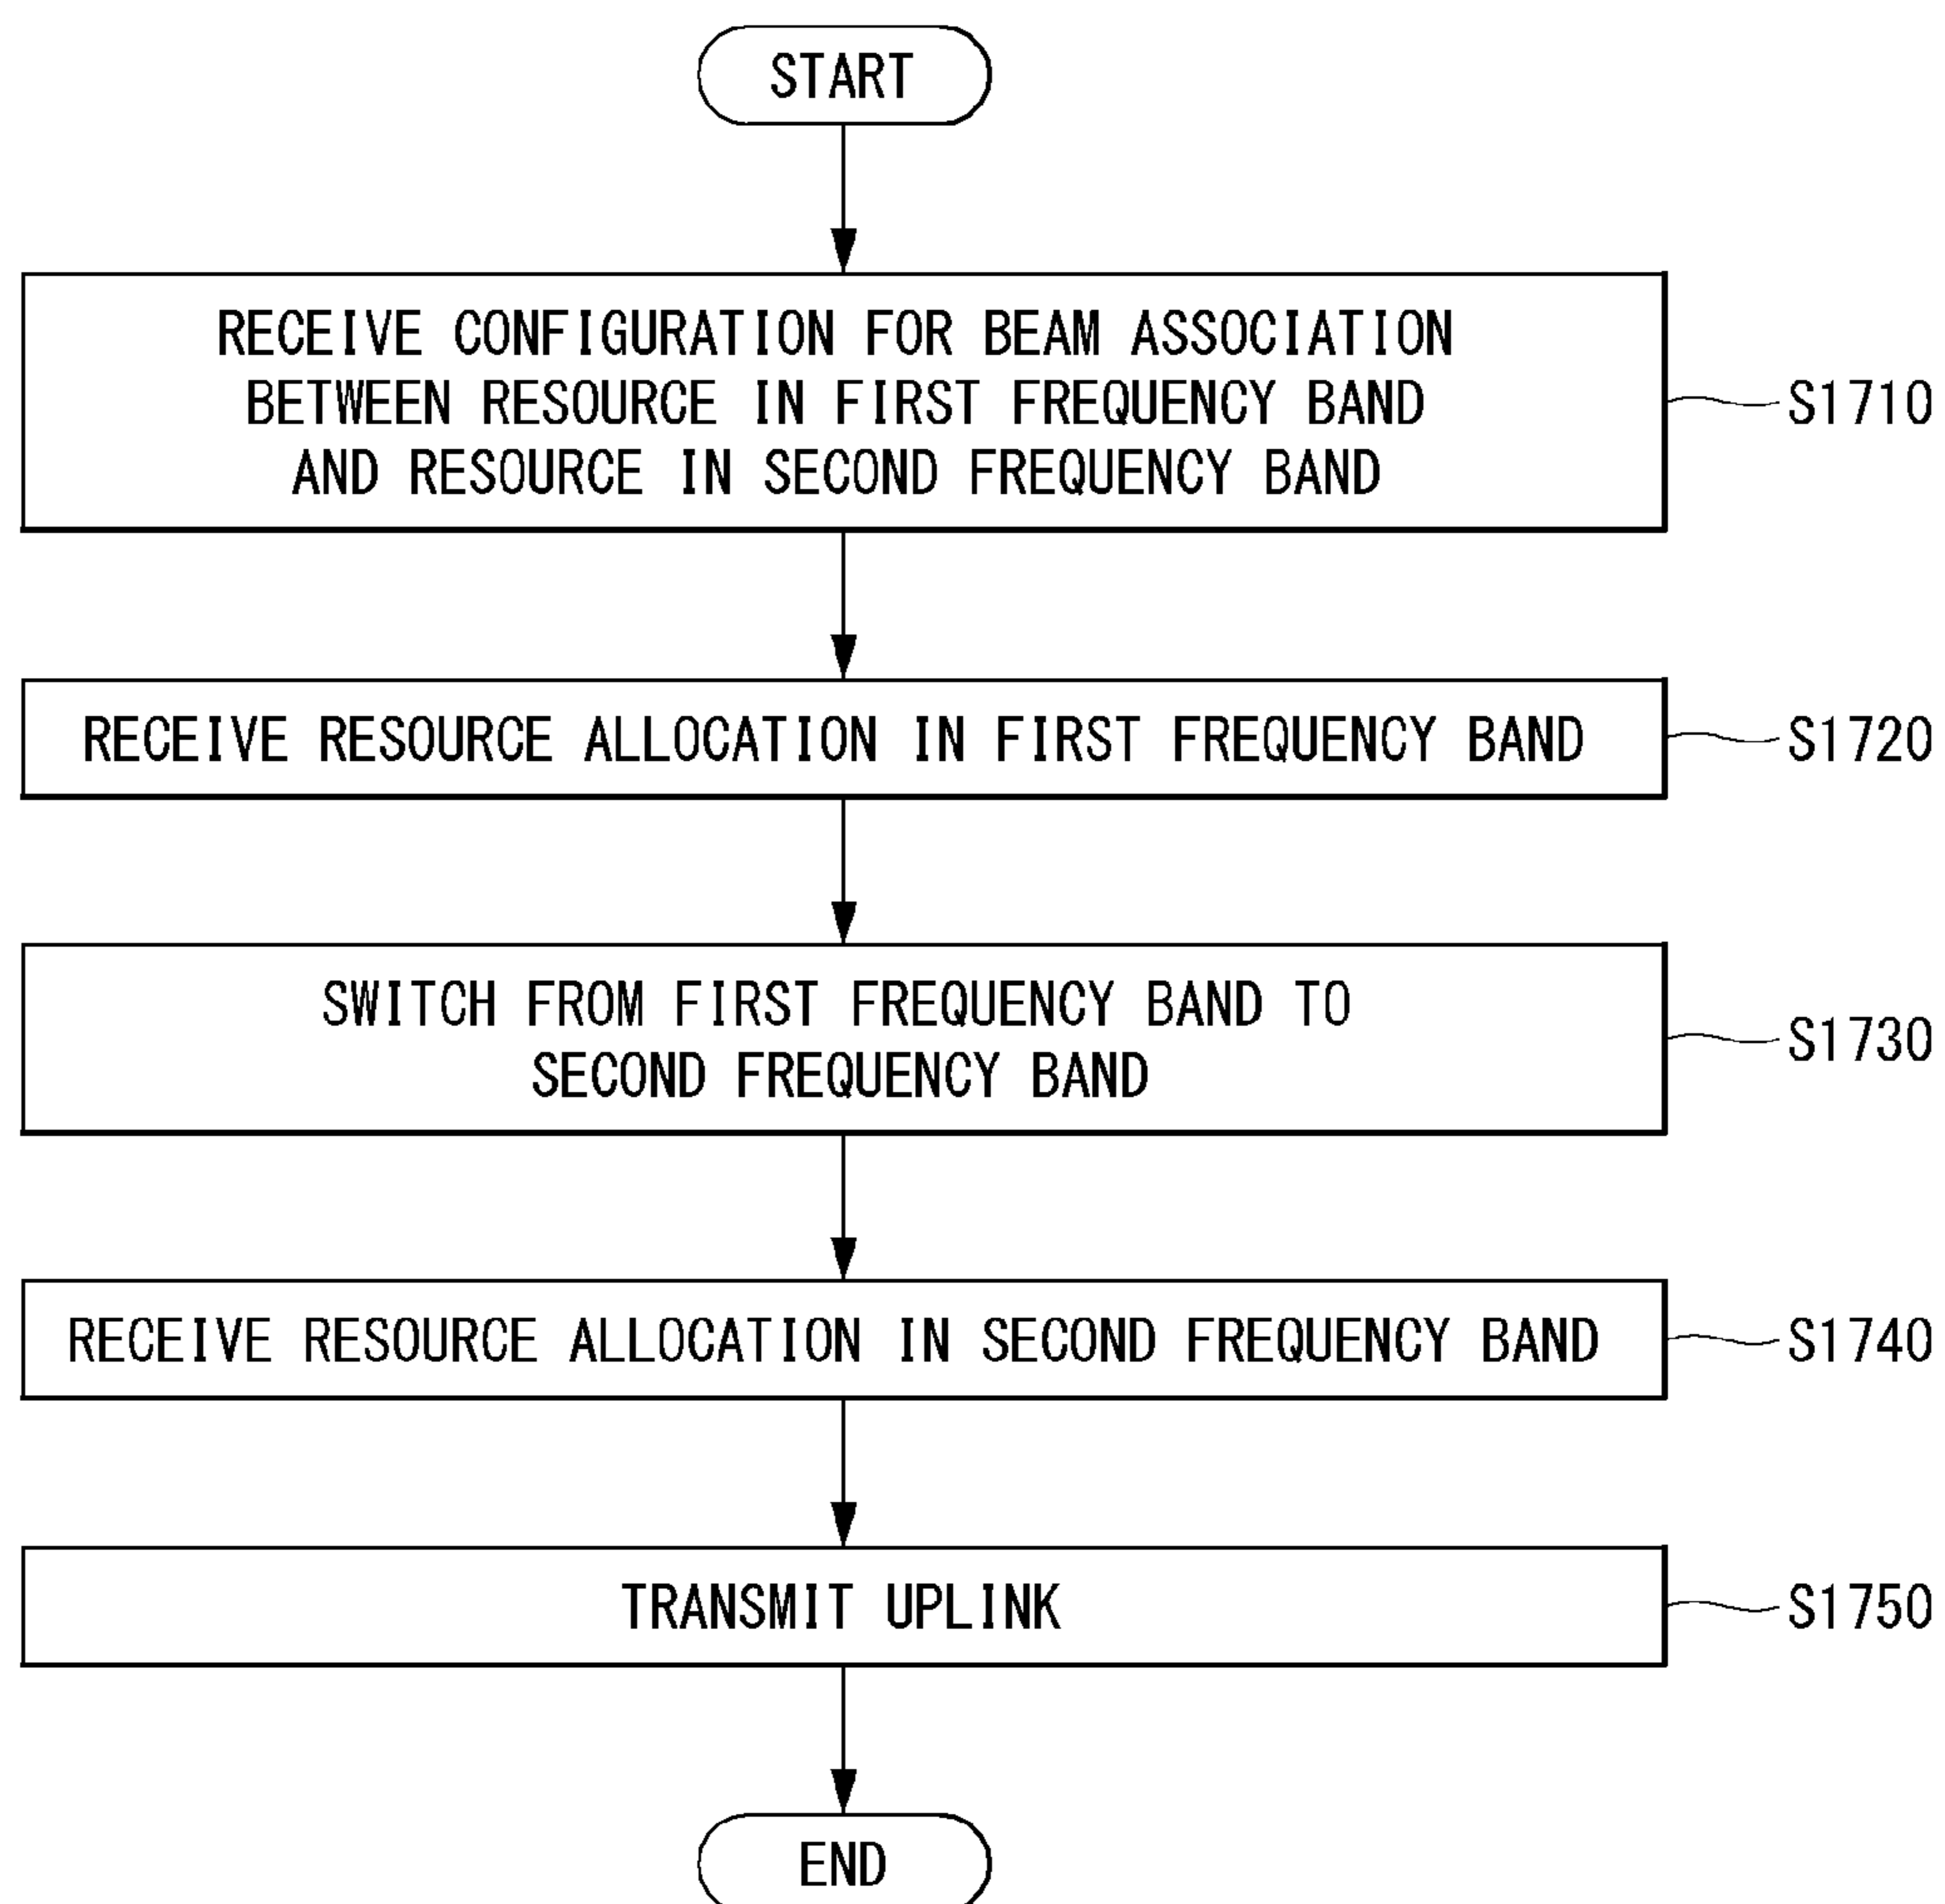 START
RECEIVE CONFIGURATION FOR BEAM ASSOCIATION
BETWEEN RESOURCE IN FIRST FREQUENCY BAND
AND RESOURCE IN SECOND FREQUENCY BAND
S1710
RECEIVE RESOURCE ALLOCATION IN FIRST FREQUENCY BAND
S1720
SWITCH FROM FIRST FREQUENCY BAND TO
SECOND FREQUENCY BAND
S1730
RECEIVE RESOURCE ALLOCATION IN SECOND FREQUENCY BAND
S1740
TRANSMIT UPLINK
S1750
END